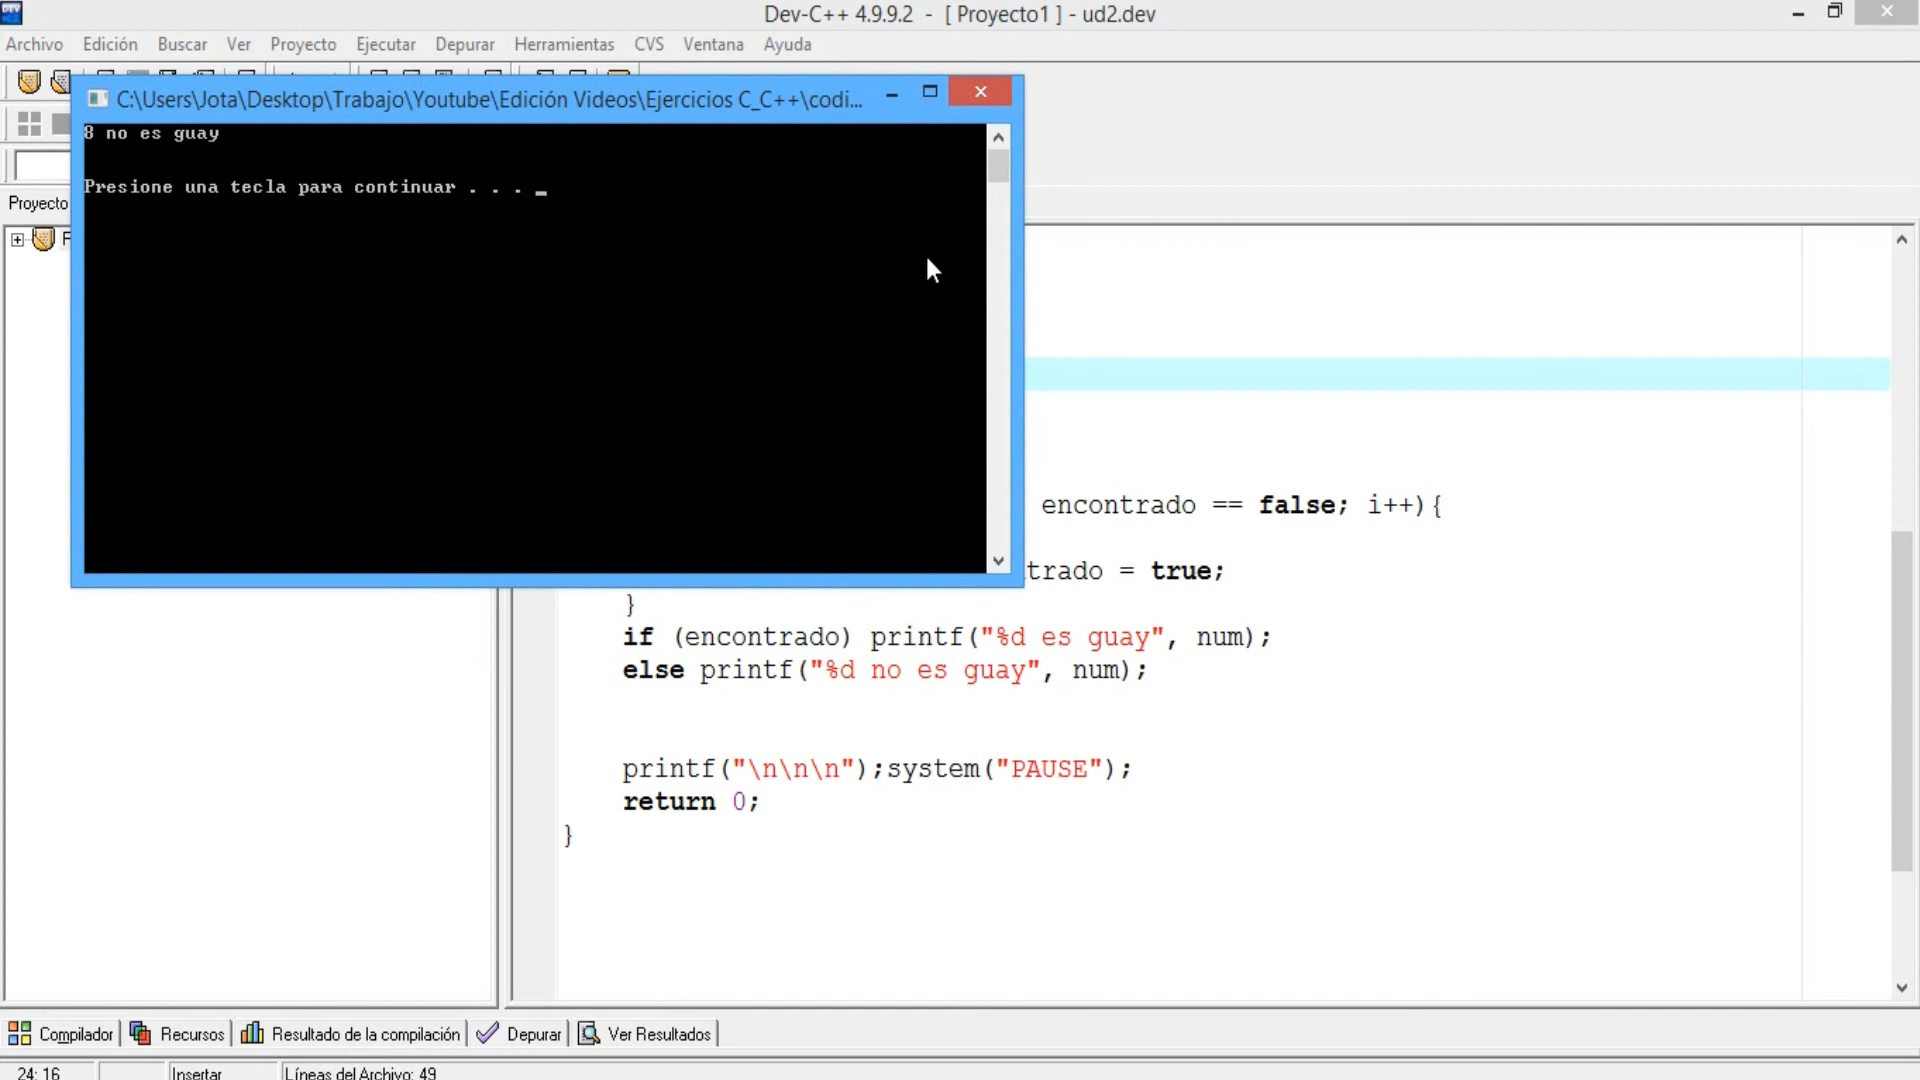 Dev-C++ 4.9.9.2 - [ Proyecto1 ] - ud2.dev
Archivo Edición Buscar Ver Proyecto Ejecutar Depurar Herramientas CVS Ventana Ayuda
C:\Users\Jota\Desktop\Trabajo\Youtube\Edición Videos\Ejercicios C_C++\codi...
8 no es guay
Presione una tecla para continuar . . . _
Proyecto
encontrado == false; i++){
trado = true;
}
if (encontrado) printf("%d es guay", num);
else printf("%d no es guay", num);
printf("\n\n\n");system("PAUSE");
return 0;
}
Compilador Recursos Resultado de la compilación Depurar Ver Resultados
24: 16 Insertar Líneas del Archivo: 49